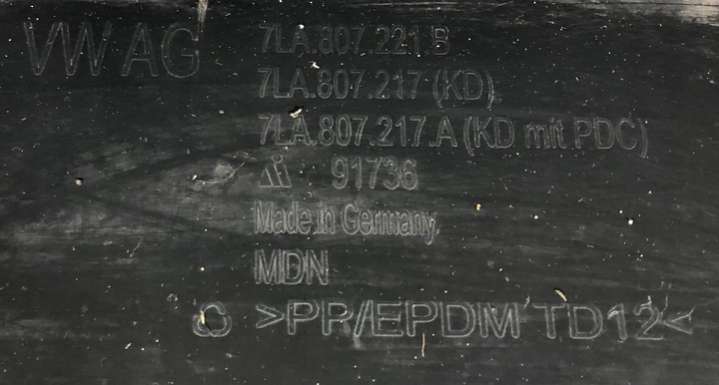 VW AG 7LA.807.221 B
7LA.807.217 (KD)
7LA.807.217.A (KD mit PDC)
91736
Made in Germany
MDN
>PP/EPDM TD12<